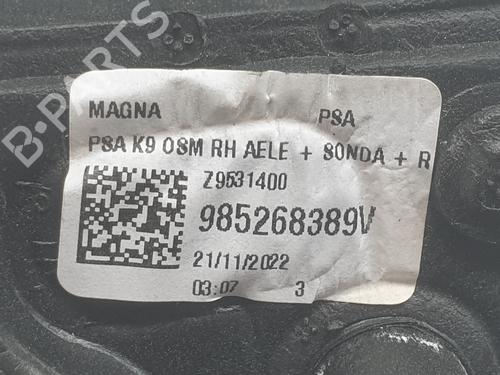 B-PARTS
MAGNA PSA
PSA K9 OSM RH AELE + SONDA + R
Z9531400
985268389V
21/11/2022
03:07 3